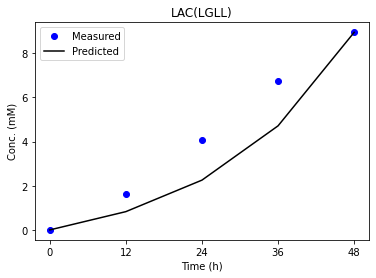 LAC(LGLL)
Measured
Predicted
Conc. (mM)
8
6
4
2
0
0 12 24 36 48
Time (h)